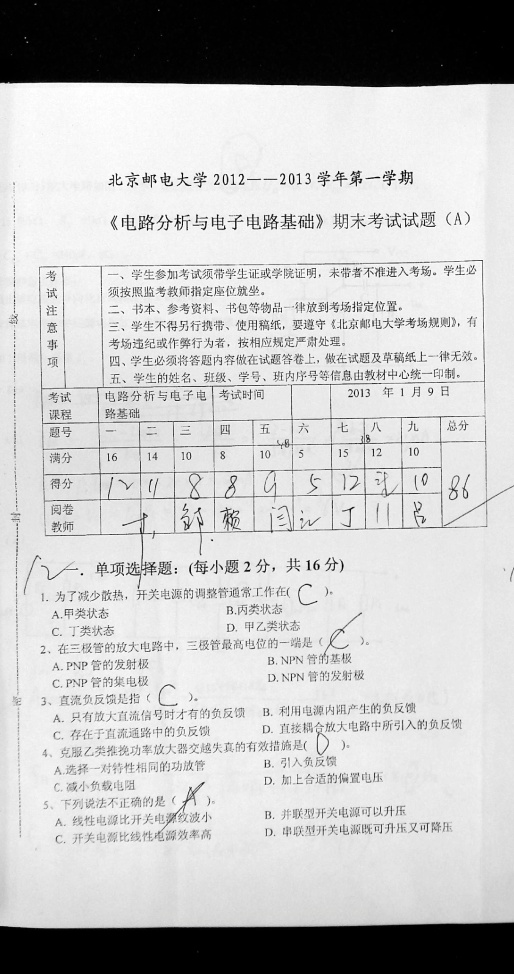 北京邮电大学 2012——2013 学年第一学期
《电路分析与电子电路基础》期末考试试题（A）
考试注意事项
一、学生参加考试须带学生证或学院证明，未带者不准进入考场。学生必
须按照监考教师指定座位就坐。
二、书本、参考资料、书包等物品一律放到考场指定位置。
三、学生不得另行携带、使用稿纸，要遵守《北京邮电大学考场规则》，有
考场违纪或作弊行为者，按相应规定严肃处理。
四、学生必须将答题内容做在试题答卷上，做在试题及草稿纸上一律无效。
五、学生的姓名、班级、学号、班内序号等信息由教材中心统一印制。
考试课程 电路分析与电子电路基础 考试时间 2013 年 1 月 9 日
题号 一 二 三 四 五 六 七 八 九 总分
满分 16 14 10 8 10 5 15 12 10
得分 12 11 8 8 9 5 12 10 86
阅卷教师 邹 赖 闫 丁 吕
12 一. 单项选择题：(每小题 2 分，共 16 分)
1. 为了减少散热，开关电源的调整管通常工作在( C )。
A.甲类状态 B.丙类状态
C. 丁类状态 D. 甲乙类状态
2、在三极管的放大电路中，三极管最高电位的一端是（ C ）。
A. PNP 管的发射极 B. NPN 管的基极
C. PNP 管的集电极 D. NPN 管的发射极
3、直流负反馈是指（ C ）。
A. 只有放大直流信号时才有的负反馈 B. 利用电源内阻产生的负反馈
C. 存在于直流通路中的负反馈 D. 直接耦合放大电路中所引入的负反馈
4、克服乙类推挽功率放大器交越失真的有效措施是( D )。
A.选择一对特性相同的功放管 B. 引入负反馈
C. 减小负载电阻 D. 加上合适的偏置电压
5、下列说法不正确的是（ A ）。
A. 线性电源比开关电源纹波小 B. 并联型开关电源可以升压
C. 开关电源比线性电源效率高 D. 串联型开关电源既可升压又可降压